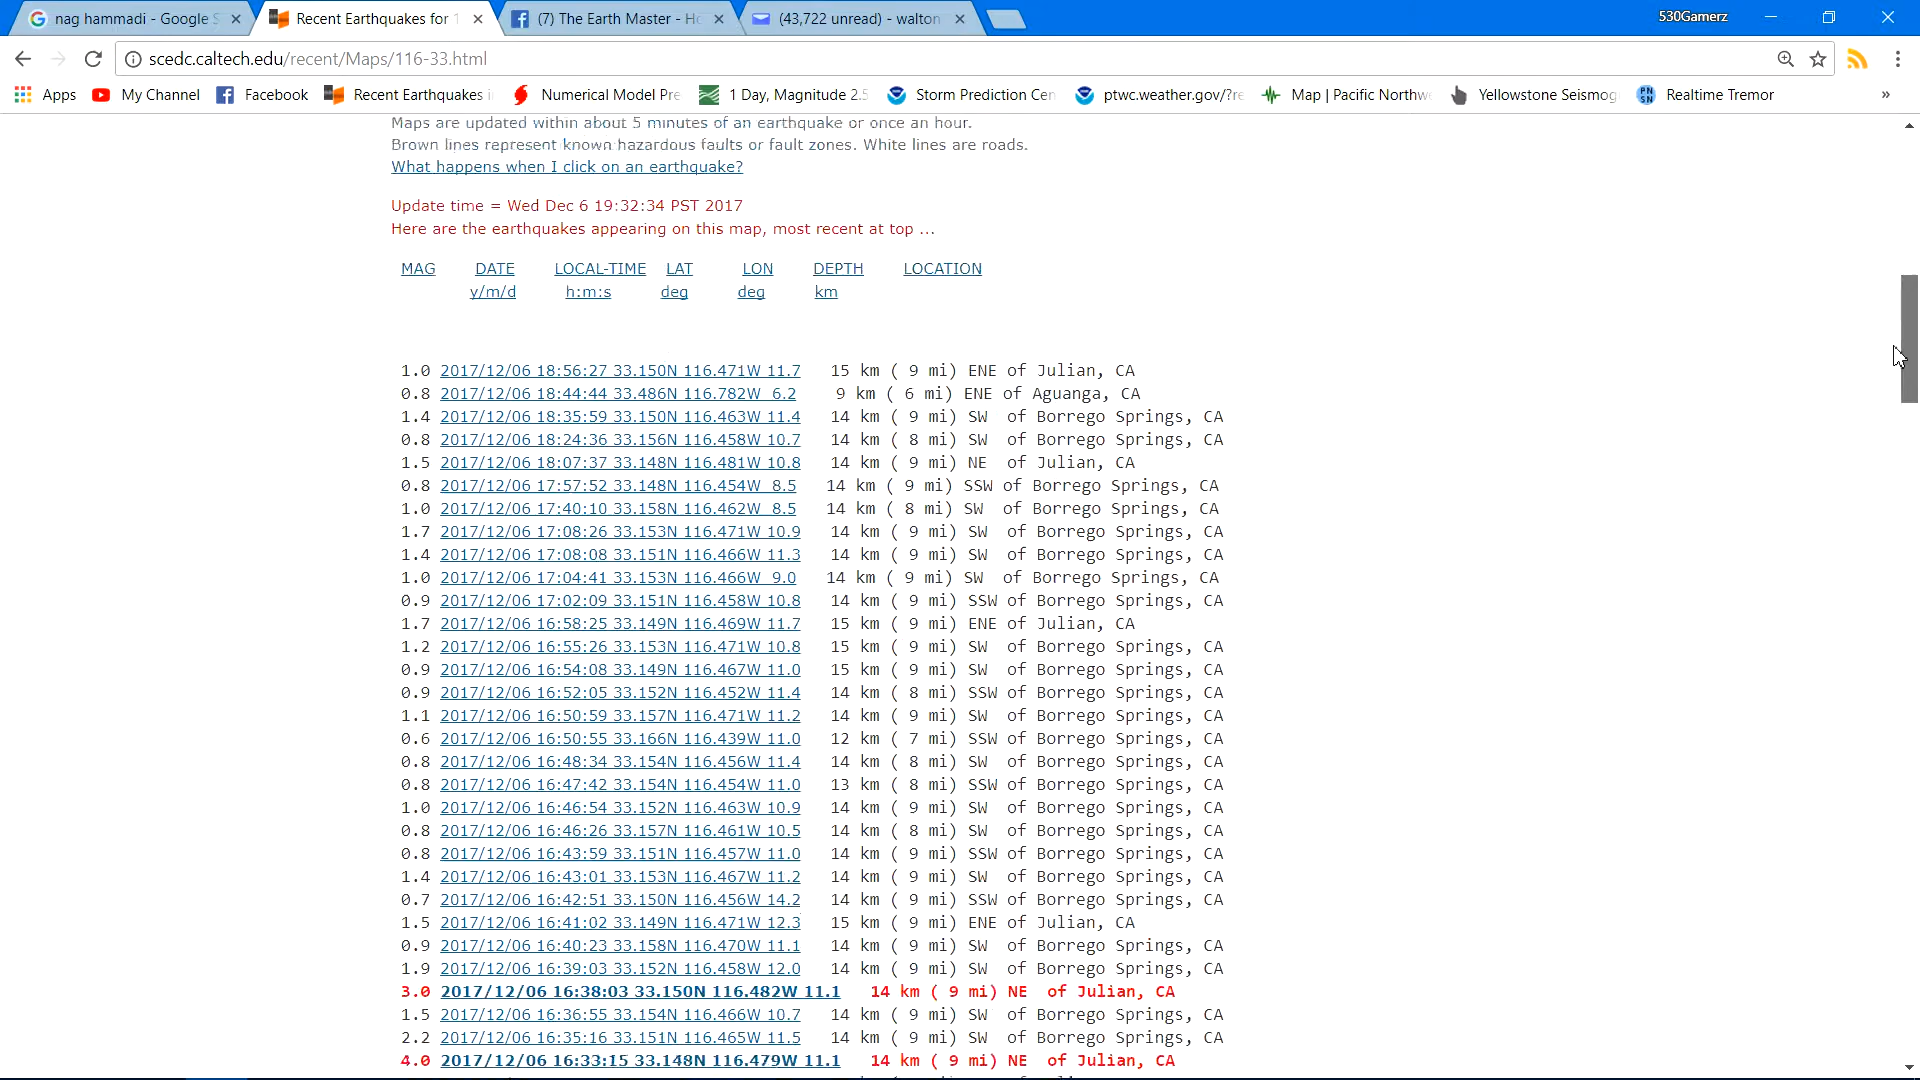 nag hammadi - Google S
Recent Earthquakes for 1
(7) The Earth Master - Ho
(43,722 unread) - walton
530Gamerz
scedc.caltech.edu/recent/Maps/116-33.html
Apps
My Channel
Facebook
Recent Earthquakes i
Numerical Model Pre
1 Day, Magnitude 2.5
Storm Prediction Cen
ptwc.weather.gov/?re
Map | Pacific Northwe
Yellowstone Seismog
PN SN
Realtime Tremor
»
Maps are updated within about 5 minutes of an earthquake or once an hour.
Brown lines represent known hazardous faults or fault zones. White lines are roads.
What happens when I click on an earthquake?
Update time = Wed Dec 6 19:32:34 PST 2017
Here are the earthquakes appearing on this map, most recent at top ...
MAG DATE LOCAL-TIME LAT LON DEPTH LOCATION
y/m/d h:m:s deg deg km
1.0 2017/12/06 18:56:27 33.150N 116.471W 11.7 15 km ( 9 mi) ENE of Julian, CA
0.8 2017/12/06 18:44:44 33.486N 116.782W 6.2 9 km ( 6 mi) ENE of Aguanga, CA
1.4 2017/12/06 18:35:59 33.150N 116.463W 11.4 14 km ( 9 mi) SW of Borrego Springs, CA
0.8 2017/12/06 18:24:36 33.156N 116.458W 10.7 14 km ( 8 mi) SW of Borrego Springs, CA
1.5 2017/12/06 18:07:37 33.148N 116.481W 10.8 14 km ( 9 mi) NE of Julian, CA
0.8 2017/12/06 17:57:52 33.148N 116.454W 8.5 14 km ( 9 mi) SSW of Borrego Springs, CA
1.0 2017/12/06 17:40:10 33.158N 116.462W 8.5 14 km ( 8 mi) SW of Borrego Springs, CA
1.7 2017/12/06 17:08:26 33.153N 116.471W 10.9 14 km ( 9 mi) SW of Borrego Springs, CA
1.4 2017/12/06 17:08:08 33.151N 116.466W 11.3 14 km ( 9 mi) SW of Borrego Springs, CA
1.0 2017/12/06 17:04:41 33.153N 116.466W 9.0 14 km ( 9 mi) SW of Borrego Springs, CA
0.9 2017/12/06 17:02:09 33.151N 116.458W 10.8 14 km ( 9 mi) SSW of Borrego Springs, CA
1.7 2017/12/06 16:58:25 33.149N 116.469W 11.7 15 km ( 9 mi) ENE of Julian, CA
1.2 2017/12/06 16:55:26 33.153N 116.471W 10.8 15 km ( 9 mi) SW of Borrego Springs, CA
0.9 2017/12/06 16:54:08 33.149N 116.467W 11.0 15 km ( 9 mi) SW of Borrego Springs, CA
0.9 2017/12/06 16:52:05 33.152N 116.452W 11.4 14 km ( 8 mi) SSW of Borrego Springs, CA
1.1 2017/12/06 16:50:59 33.157N 116.471W 11.2 14 km ( 9 mi) SW of Borrego Springs, CA
0.6 2017/12/06 16:50:55 33.166N 116.439W 11.0 12 km ( 7 mi) SSW of Borrego Springs, CA
0.8 2017/12/06 16:48:34 33.154N 116.456W 11.4 14 km ( 8 mi) SW of Borrego Springs, CA
0.8 2017/12/06 16:47:42 33.154N 116.454W 11.0 13 km ( 8 mi) SSW of Borrego Springs, CA
1.0 2017/12/06 16:46:54 33.152N 116.463W 10.9 14 km ( 9 mi) SW of Borrego Springs, CA
0.8 2017/12/06 16:46:26 33.157N 116.461W 10.5 14 km ( 8 mi) SW of Borrego Springs, CA
0.8 2017/12/06 16:43:59 33.151N 116.457W 11.0 14 km ( 9 mi) SSW of Borrego Springs, CA
1.4 2017/12/06 16:43:01 33.153N 116.467W 11.2 14 km ( 9 mi) SW of Borrego Springs, CA
0.7 2017/12/06 16:42:51 33.150N 116.456W 14.2 14 km ( 9 mi) SSW of Borrego Springs, CA
1.5 2017/12/06 16:41:02 33.149N 116.471W 12.3 15 km ( 9 mi) ENE of Julian, CA
0.9 2017/12/06 16:40:23 33.158N 116.470W 11.1 14 km ( 9 mi) SW of Borrego Springs, CA
1.9 2017/12/06 16:39:03 33.152N 116.458W 12.0 14 km ( 9 mi) SW of Borrego Springs, CA
3.0 2017/12/06 16:38:03 33.150N 116.482W 11.1 14 km ( 9 mi) NE of Julian, CA
1.5 2017/12/06 16:36:55 33.154N 116.466W 10.7 14 km ( 9 mi) SW of Borrego Springs, CA
2.2 2017/12/06 16:35:16 33.151N 116.465W 11.5 14 km ( 9 mi) SW of Borrego Springs, CA
4.0 2017/12/06 16:33:15 33.148N 116.479W 11.1 14 km ( 9 mi) NE of Julian, CA